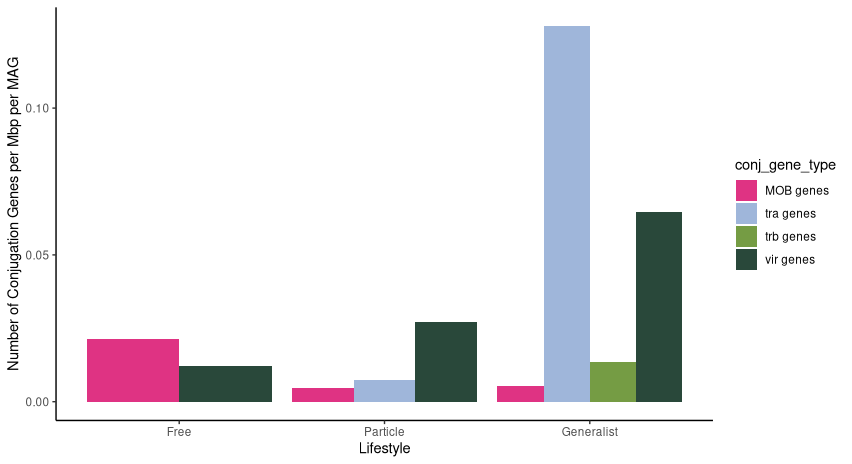 Number of Conjugation Genes per Mbp per MAG
0.10
0.05
0.00
Free
Particle
Generalist
Lifestyle
conj_gene_type
MOB genes
tra genes
trb genes
vir genes